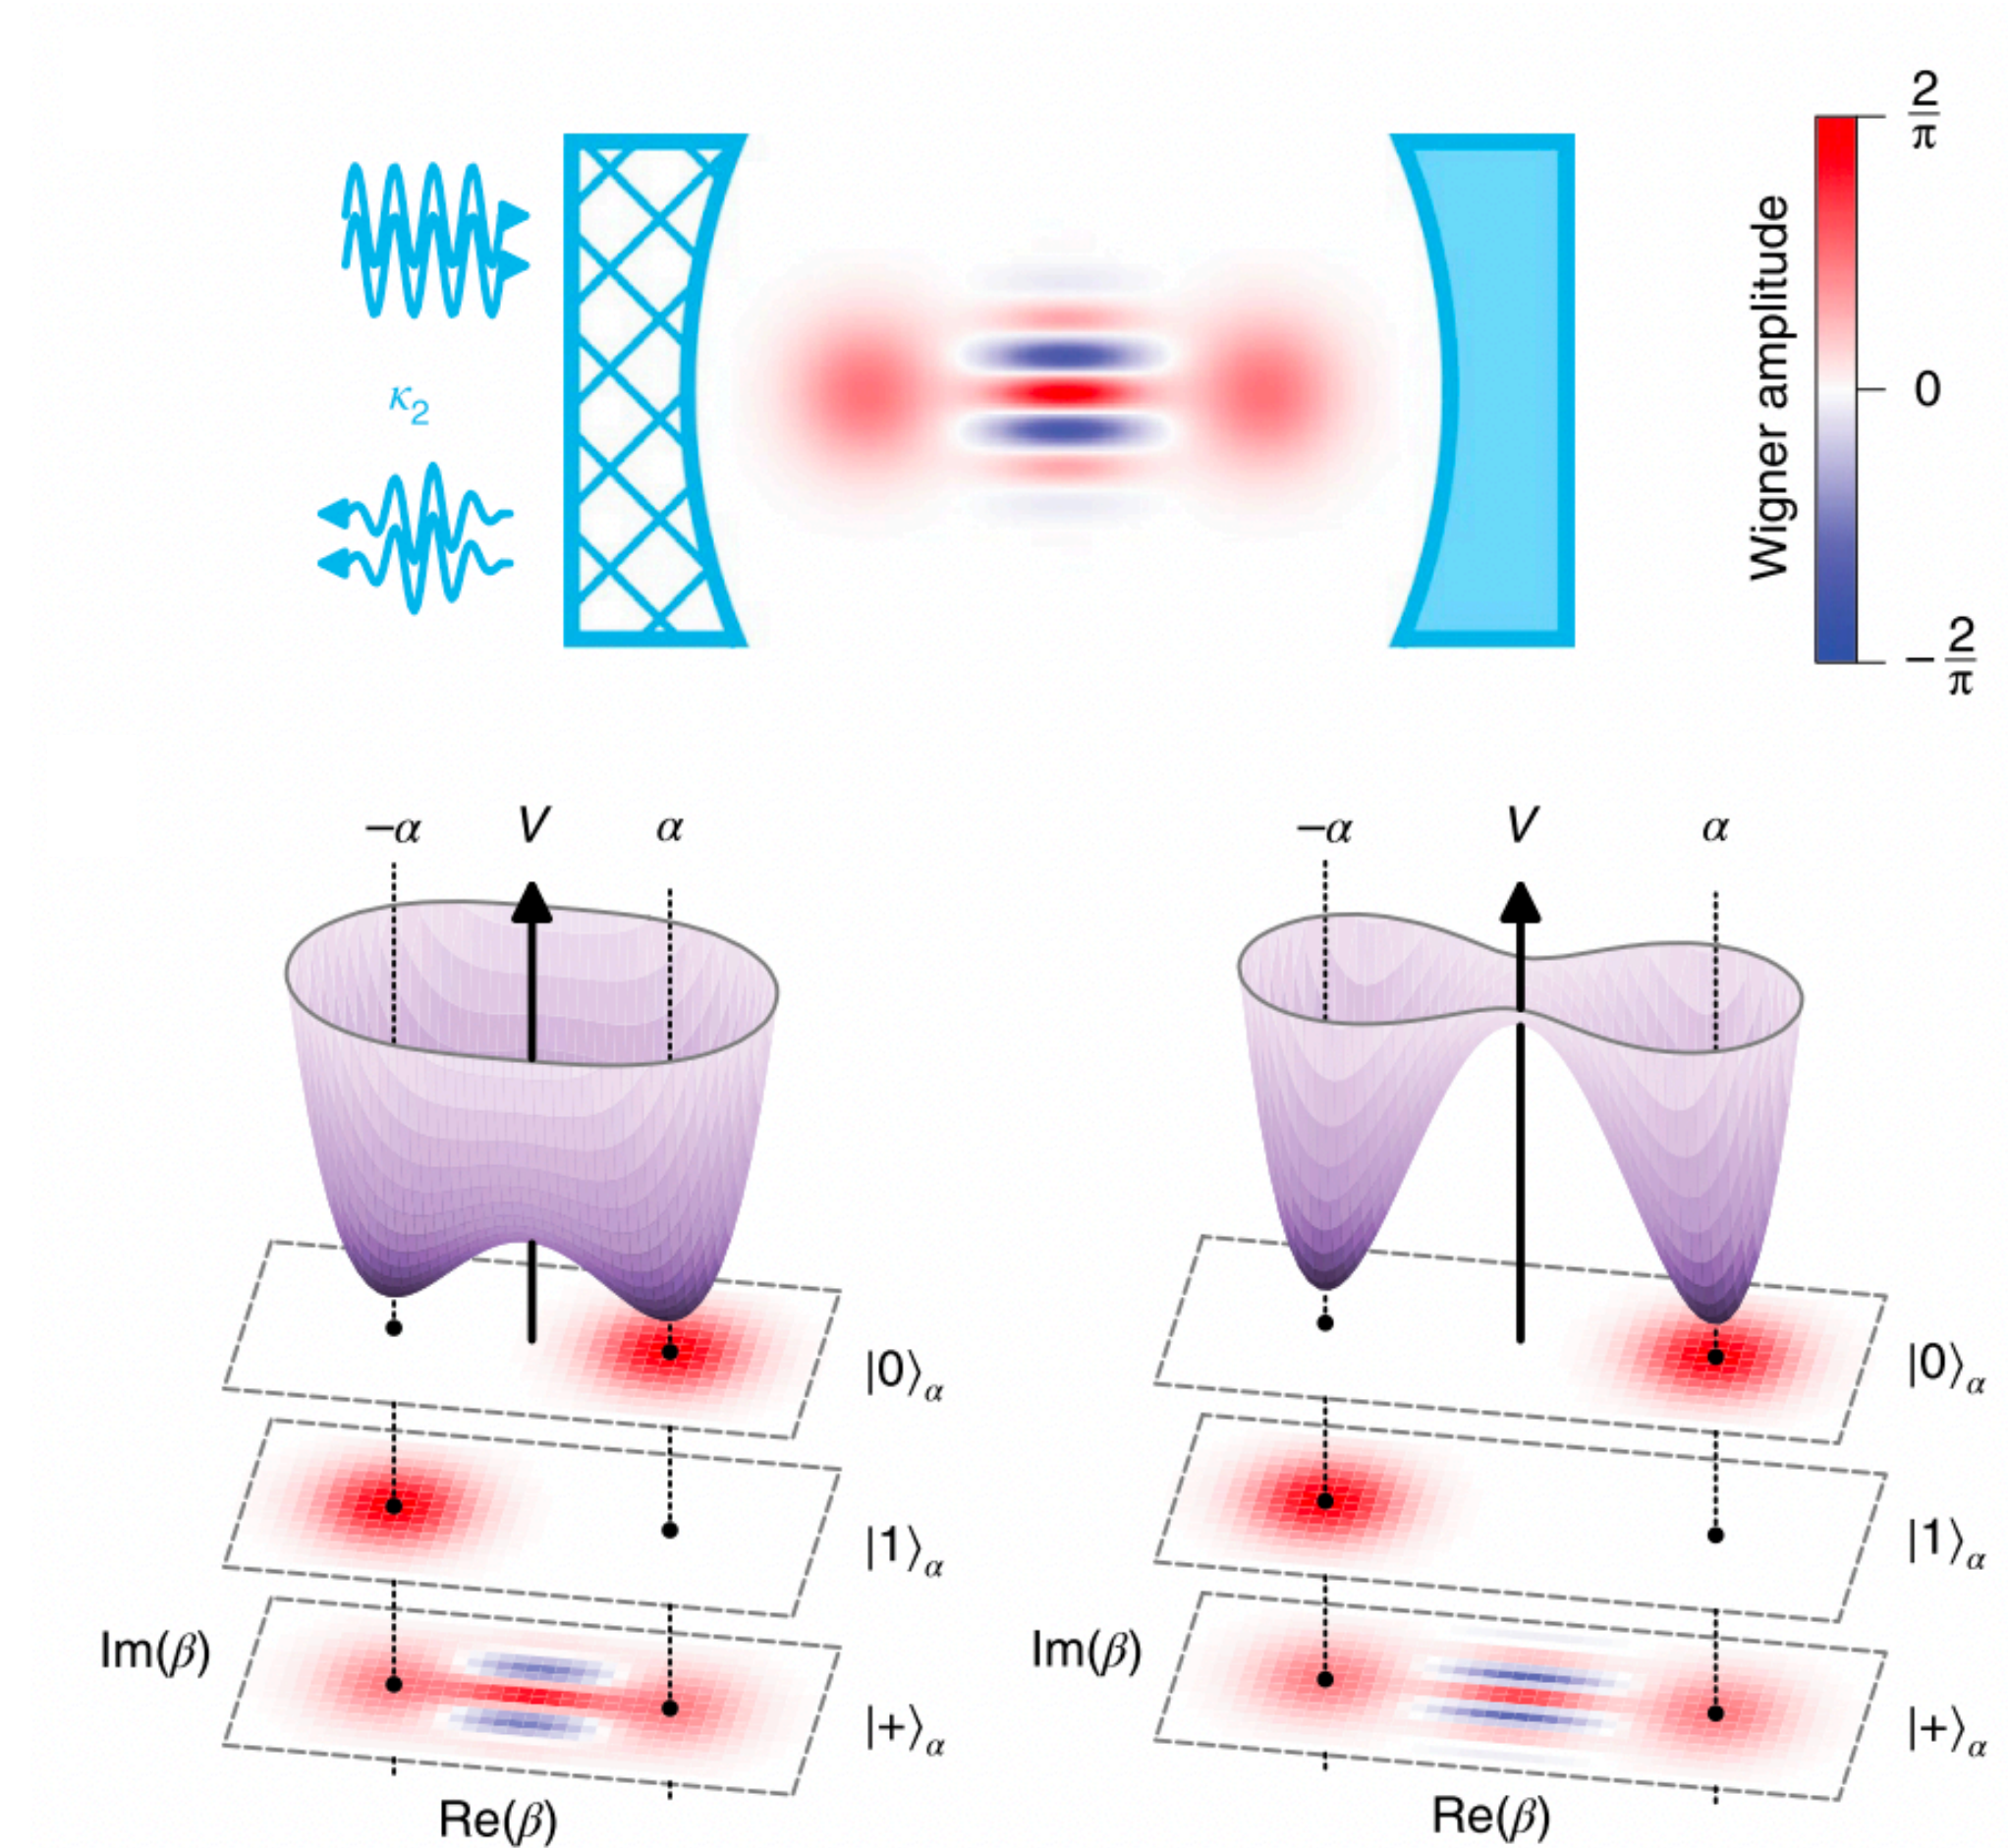 2/π
Wigner amplitude
0
−2/π
κ₂
−α V α
−α V α
|0⟩α
|0⟩α
|1⟩α
|1⟩α
Im(β)
|+⟩α
Im(β)
|+⟩α
Re(β)
Re(β)